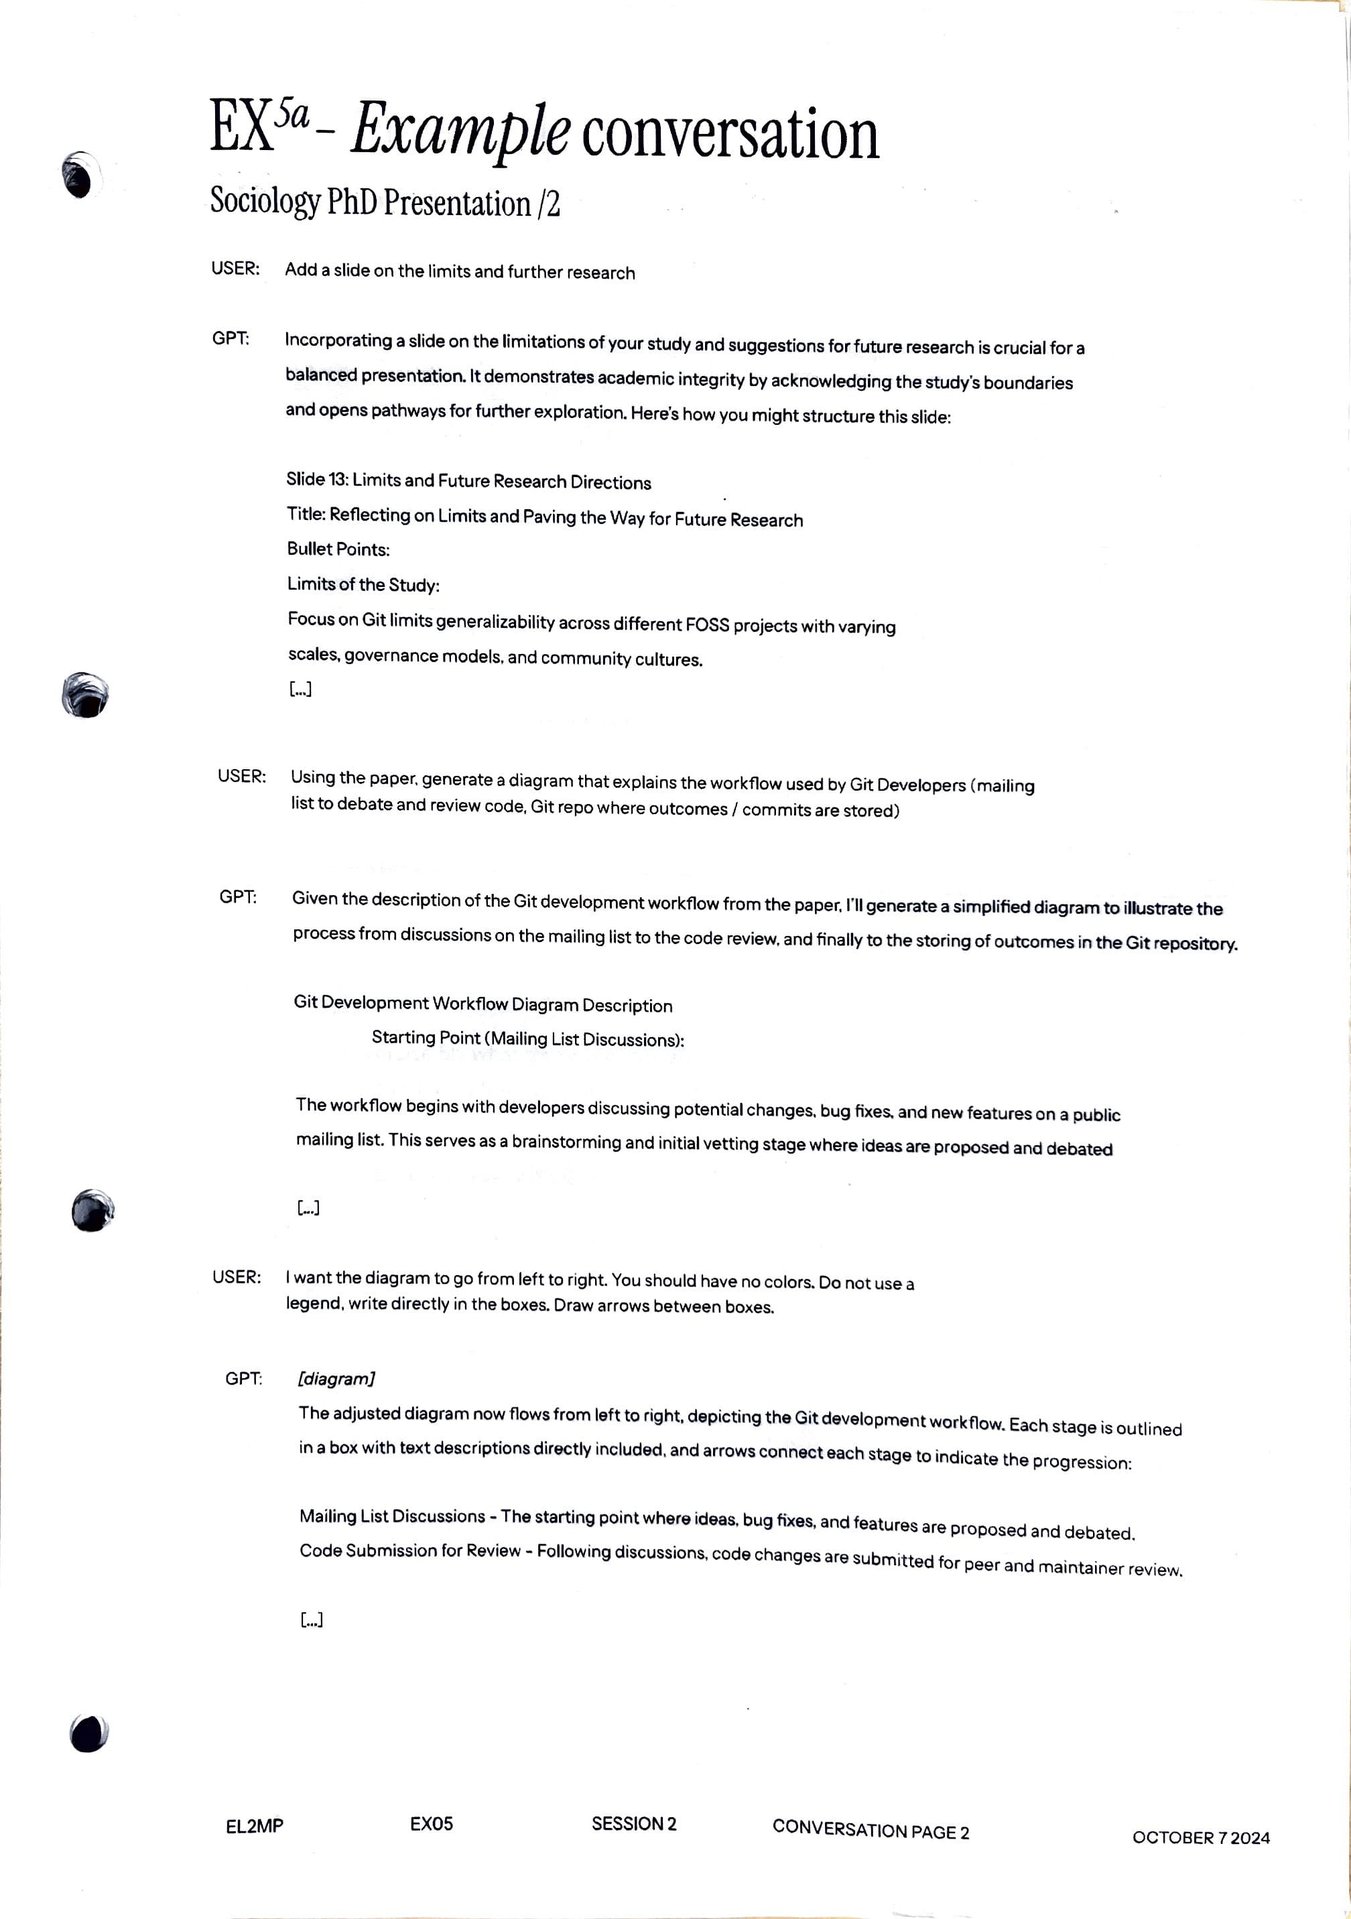 EX5a – Example conversation
Sociology PhD Presentation /2
USER: Add a slide on the limits and further research
GPT: Incorporating a slide on the limitations of your study and suggestions for future research is crucial for a
balanced presentation. It demonstrates academic integrity by acknowledging the study's boundaries
and opens pathways for further exploration. Here's how you might structure this slide:
Slide 13: Limits and Future Research Directions
Title: Reflecting on Limits and Paving the Way for Future Research
Bullet Points:
Limits of the Study:
Focus on Git limits generalizability across different FOSS projects with varying
scales, governance models, and community cultures.
[...]
USER: Using the paper, generate a diagram that explains the workflow used by Git Developers (mailing
list to debate and review code, Git repo where outcomes / commits are stored)
GPT: Given the description of the Git development workflow from the paper, I'll generate a simplified diagram to illustrate the
process from discussions on the mailing list to the code review, and finally to the storing of outcomes in the Git repository.
Git Development Workflow Diagram Description
Starting Point (Mailing List Discussions):
The workflow begins with developers discussing potential changes, bug fixes, and new features on a public
mailing list. This serves as a brainstorming and initial vetting stage where ideas are proposed and debated
[...]
USER: I want the diagram to go from left to right. You should have no colors. Do not use a
legend, write directly in the boxes. Draw arrows between boxes.
GPT: [diagram]
The adjusted diagram now flows from left to right, depicting the Git development workflow. Each stage is outlined
in a box with text descriptions directly included, and arrows connect each stage to indicate the progression:
Mailing List Discussions - The starting point where ideas, bug fixes, and features are proposed and debated.
Code Submission for Review - Following discussions, code changes are submitted for peer and maintainer review.
[...]
EL2MP EX05 SESSION 2 CONVERSATION PAGE 2 OCTOBER 7 2024